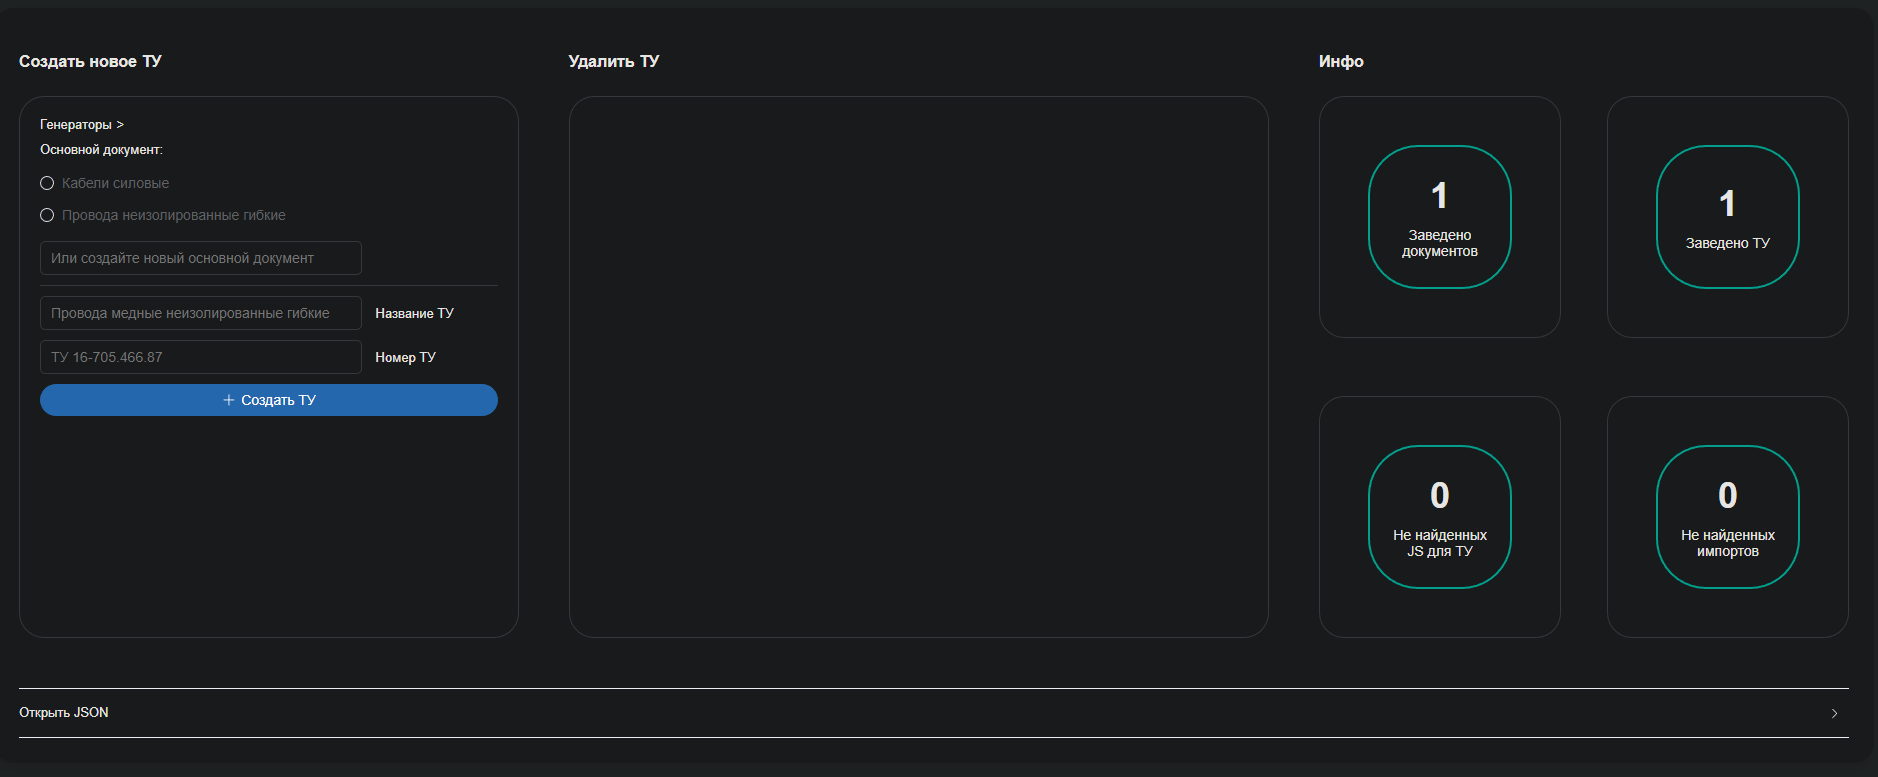 Создать новое ТУ
Генераторы >
Основной документ:
Кабели силовые
Провода неизолированные гибкие
Или создайте новый основной документ
Провода медные неизолированные гибкие
Название ТУ
ТУ 16-705.466.87
Номер ТУ
+ Создать ТУ
Удалить ТУ
Инфо
1
Заведено
документов
1
Заведено ТУ
0
Не найденных
JS для ТУ
0
Не найденных
импортов
Открыть JSON